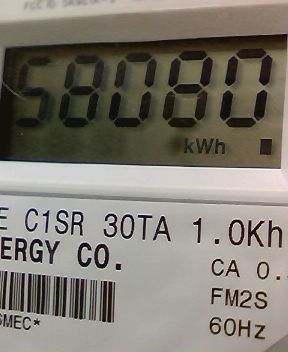 58080
kWh
E C1SR 30TA 1.0Kh
ERGY CO.
CA 0.
FM2S
SMEC*
60Hz